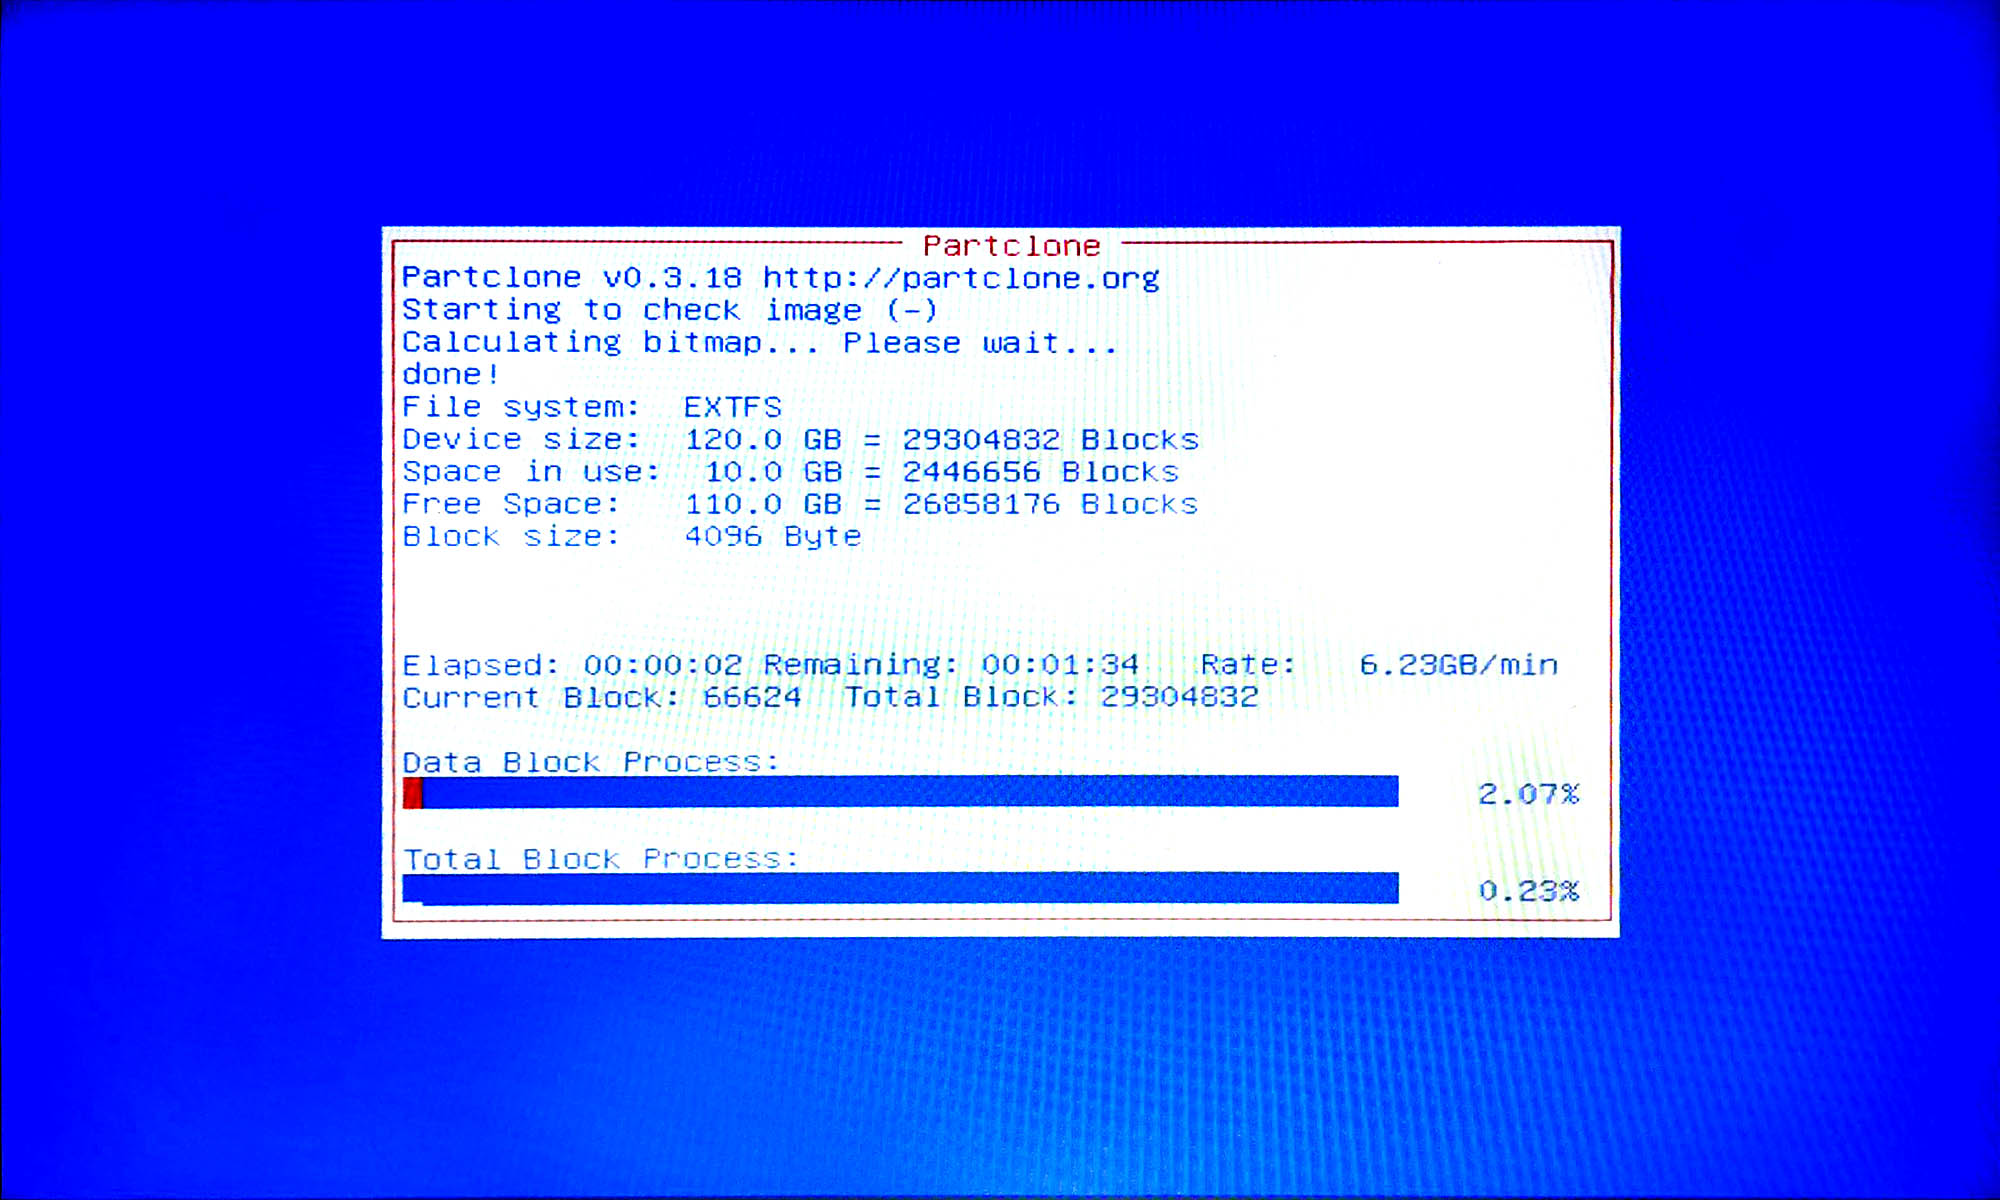 Partclone
Partclone v0.3.18 http://partclone.org
Starting to check image (-)
Calculating bitmap... Please wait...
done!
File system: EXTFS
Device size: 120.0 GB = 29304832 Blocks
Space in use: 10.0 GB = 2446656 Blocks
Free Space: 110.0 GB = 26858176 Blocks
Block size: 4096 Byte
Elapsed: 00:00:02 Remaining: 00:01:34 Rate: 6.23GB/min
Current Block: 66624 Total Block: 29304832
Data Block Process:
2.07%
Total Block Process:
0.23%